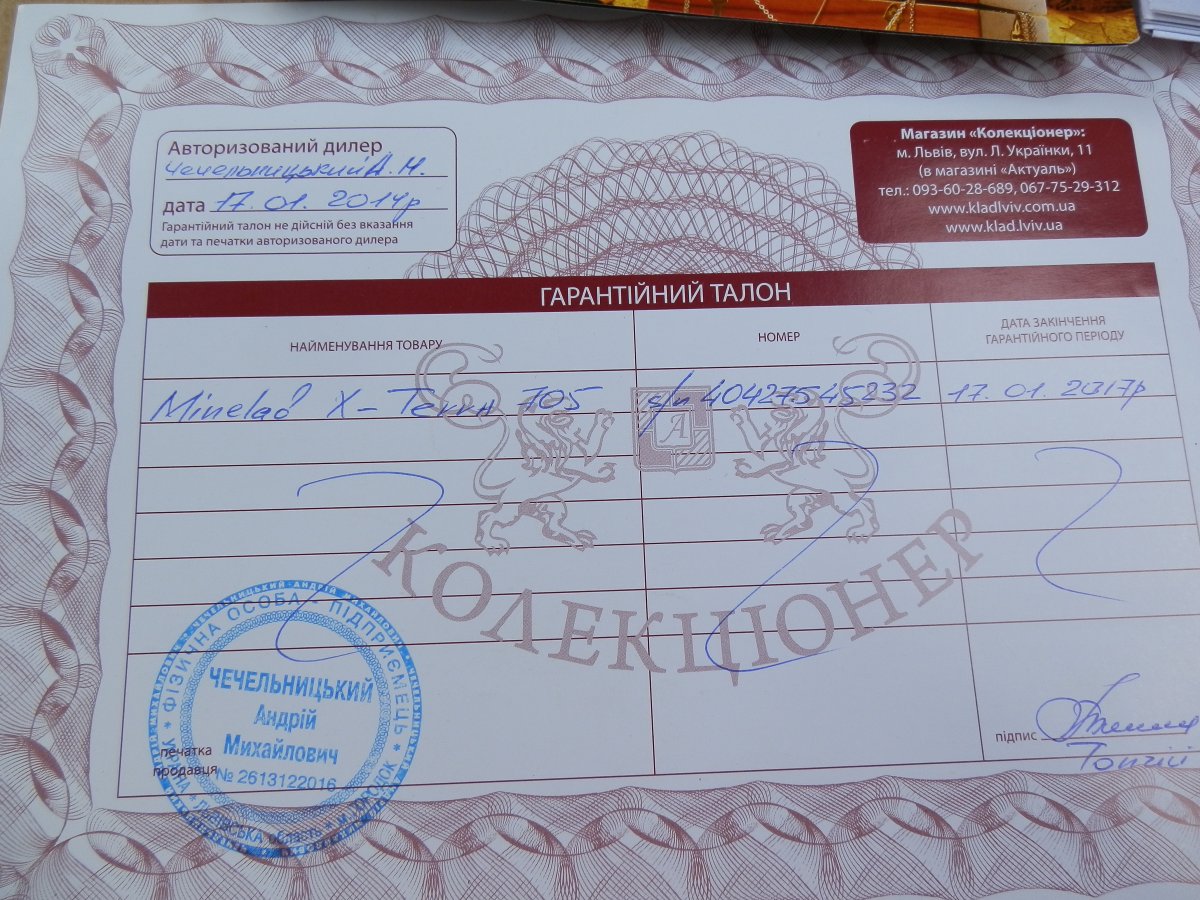 Авторизований дилер
Чечельницький А. М.
дата 17. 01. 2014р
Гарантійний талон не дійсній без вказання
дати та печатки авторизованого дилера
Магазин «Колекціонер»:
м. Львів, вул. Л. Українки, 11
(в магазині «Актуаль»)
тел.: 093-60-28-689, 067-75-29-312
www.kladlviv.com.ua
www.klad.lviv.ua
ГАРАНТІЙНИЙ ТАЛОН
НАЙМЕНУВАННЯ ТОВАРУ
НОМЕР
ДАТА ЗАКІНЧЕННЯ
ГАРАНТІЙНОГО ПЕРІОДУ
Minelab X-Terra 705 s/n 40427545232 17. 01. 2017р
А
КОЛЕКЦІОНЕР
ФІЗИЧНА ОСОБА - ПІДПРИЄМЕЦЬ
ЧЕЧЕЛЬНИЦЬКИЙ
Андрій
Михайлович
№ 2613122016
печатка
продавця
підпис